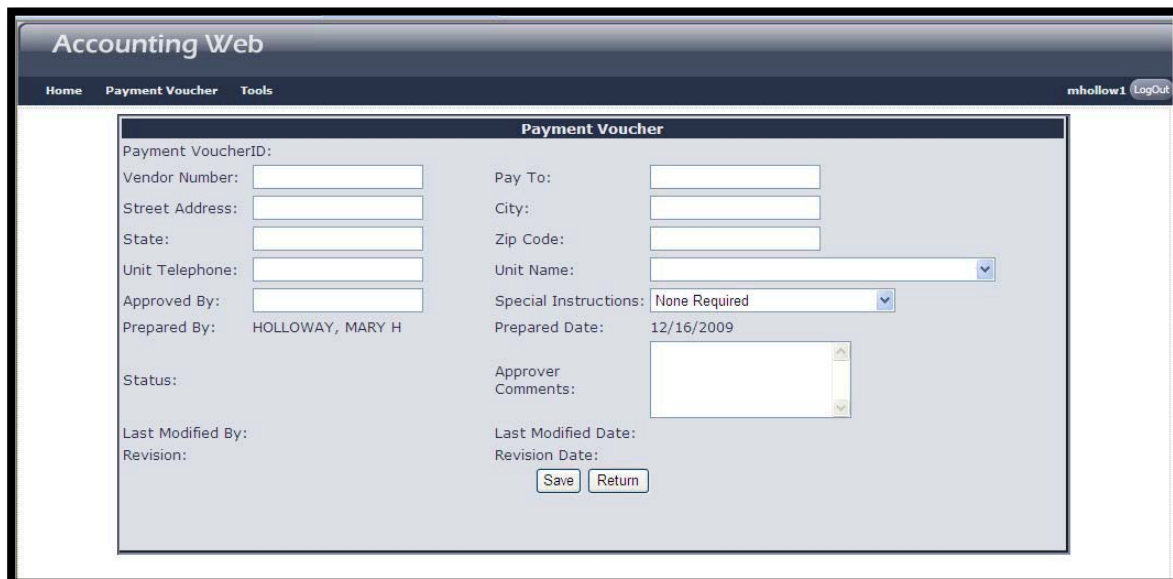 Accounting Web
Home Payment Voucher Tools mhollow1 LogOut
Payment Voucher
Payment VoucherID:
Vendor Number: Pay To:
Street Address: City:
State: Zip Code:
Unit Telephone: Unit Name:
Approved By: Special Instructions: None Required
Prepared By: HOLLOWAY, MARY H Prepared Date: 12/16/2009
Status: Approver
Comments:
Last Modified By: Last Modified Date:
Revision: Revision Date:
Save Return